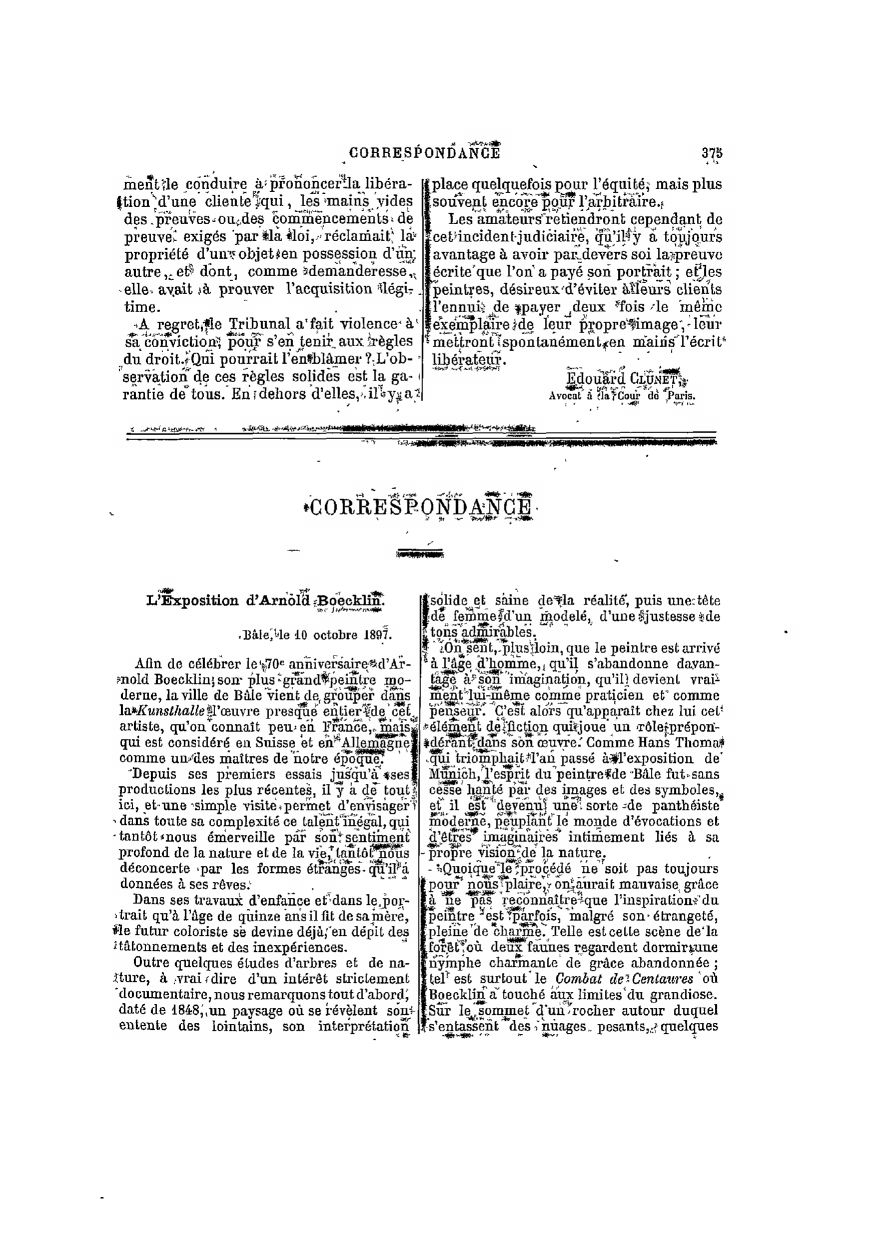 CORRESPONDANCE 375
ment le conduire à prononcer la libéra-
tion d'une cliente qui, les mains vides
des preuves ou des commencements de
preuve exigés par la loi, réclamait la
propriété d'un objet en possession d'un
autre, et dont, comme demanderesse,
elle avait à prouver l'acquisition légi-
time.
A regret, le Tribunal a fait violence à
sa conviction, pour s'en tenir aux règles
du droit. Qui pourrait l'en blâmer ? L'ob-
servation de ces règles solides est la ga-
rantie de tous. En dehors d'elles, il y a
place quelquefois pour l'équité, mais plus
souvent encore pour l'arbitraire.
Les amateurs retiendront cependant de
cet incident judiciaire, qu'il y a toujours
avantage à avoir par devers soi la preuve
écrite que l'on a payé son portrait ; et les
peintres, désireux d'éviter à leurs clients
l'ennui de payer deux fois le même
exemplaire de leur propre image, leur
mettront spontanément en mains l'écrit
libérateur.
Edouard CLUNET,
Avocat à la Cour de Paris.
CORRESPONDANCE
L'Exposition d'Arnold Boecklin.
Bâle, le 10 octobre 1897.
Afin de célébrer le 70e anniversaire d'Ar-
nold Boecklin, son plus grand peintre mo-
derne, la ville de Bâle vient de grouper dans
la Kunsthalle l'œuvre presque entier de cet
artiste, qu'on connaît peu en France, mais
qui est considéré en Suisse et en Allemagne
comme un des maîtres de notre époque.
Depuis ses premiers essais jusqu'à ses
productions les plus récentes, il y a de tout
ici, et une simple visite permet d'envisager
dans toute sa complexité ce talent inégal, qui
tantôt nous émerveille par son sentiment
profond de la nature et de la vie, tantôt nous
déconcerte par les formes étranges qu'il a
données à ses rêves.
Dans ses travaux d'enfance et dans le por-
trait qu'à l'âge de quinze ans il fit de sa mère,
le futur coloriste se devine déjà, en dépit des
tâtonnements et des inexpériences.
Outre quelques études d'arbres et de na-
ture, à vrai dire d'un intérêt strictement
documentaire, nous remarquons tout d'abord,
daté de 1848, un paysage où se révèlent son
entente des lointains, son interprétation
solide et saine de la réalité, puis une tête
de femme d'un modelé, d'une justesse de
tons admirables.
On sent, plus loin, que le peintre est arrivé
à l'âge d'homme, qu'il s'abandonne davan-
tage à son imagination, qu'il devient vrai-
ment lui-même comme praticien et comme
penseur. C'est alors qu'apparaît chez lui cet
élément de fiction qui joue un rôle prépon-
dérant dans son œuvre. Comme Hans Thoma
qui triomphait l'an passé à l'exposition de
Munich, l'esprit du peintre de Bâle fut sans
cesse hanté par des images et des symboles,
et il est devenu une sorte de panthéiste
moderne, peuplant le monde d'évocations et
d'êtres imaginaires intimement liés à sa
propre vision de la nature.
Quoique le procédé ne soit pas toujours
pour nous plaire, on aurait mauvaise grâce
à ne pas reconnaître que l'inspiration du
peintre est parfois, malgré son étrangeté,
pleine de charme. Telle est cette scène de la
forêt où deux faunes regardent dormir une
nymphe charmante de grâce abandonnée ;
tel est surtout le Combat de Centaures où
Boecklin a touché aux limites du grandiose.
Sur le sommet d'un rocher autour duquel
s'entassent des nuages pesants, quelques